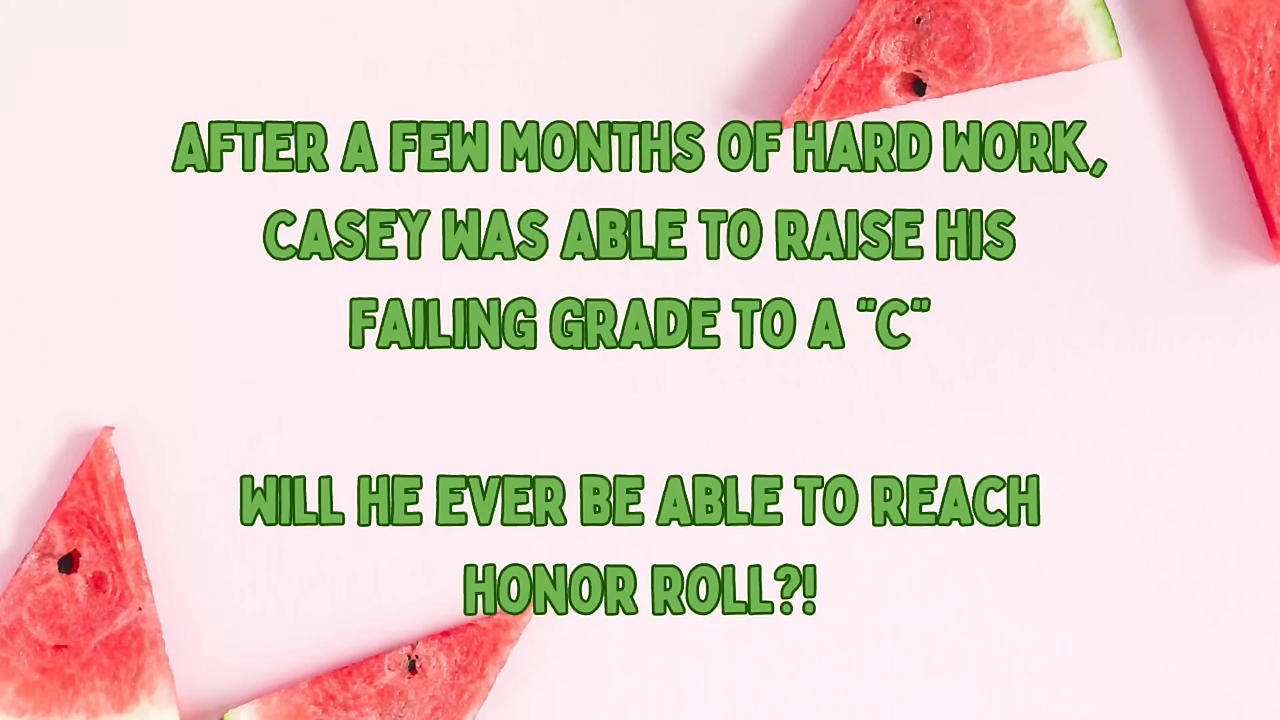 AFTER A FEW MONTHS OF HARD WORK,
CASEY WAS ABLE TO RAISE HIS
FAILING GRADE TO A "C"
WILL HE EVER BE ABLE TO REACH
HONOR ROLL?!